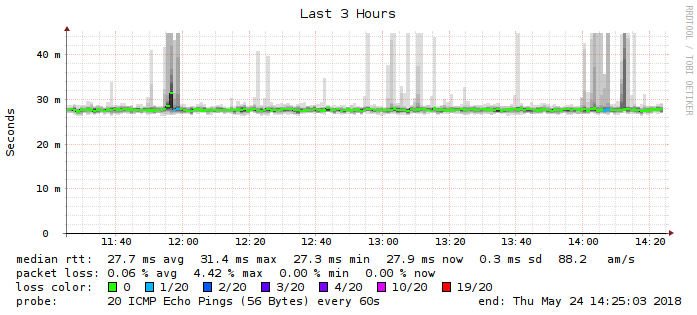 Last 3 Hours
RRDTOOL / TOBI OETIKER
Seconds
40 m
30 m
20 m
10 m
0
11:40 12:00 12:20 12:40 13:00 13:20 13:40 14:00 14:20
median rtt: 27.7 ms avg 31.4 ms max 27.3 ms min 27.9 ms now 0.3 ms sd 88.2 am/s
packet loss: 0.06 % avg 4.42 % max 0.00 % min 0.00 % now
loss color: 0 1/20 2/20 3/20 4/20 10/20 19/20
probe: 20 ICMP Echo Pings (56 Bytes) every 60s end: Thu May 24 14:25:03 2018